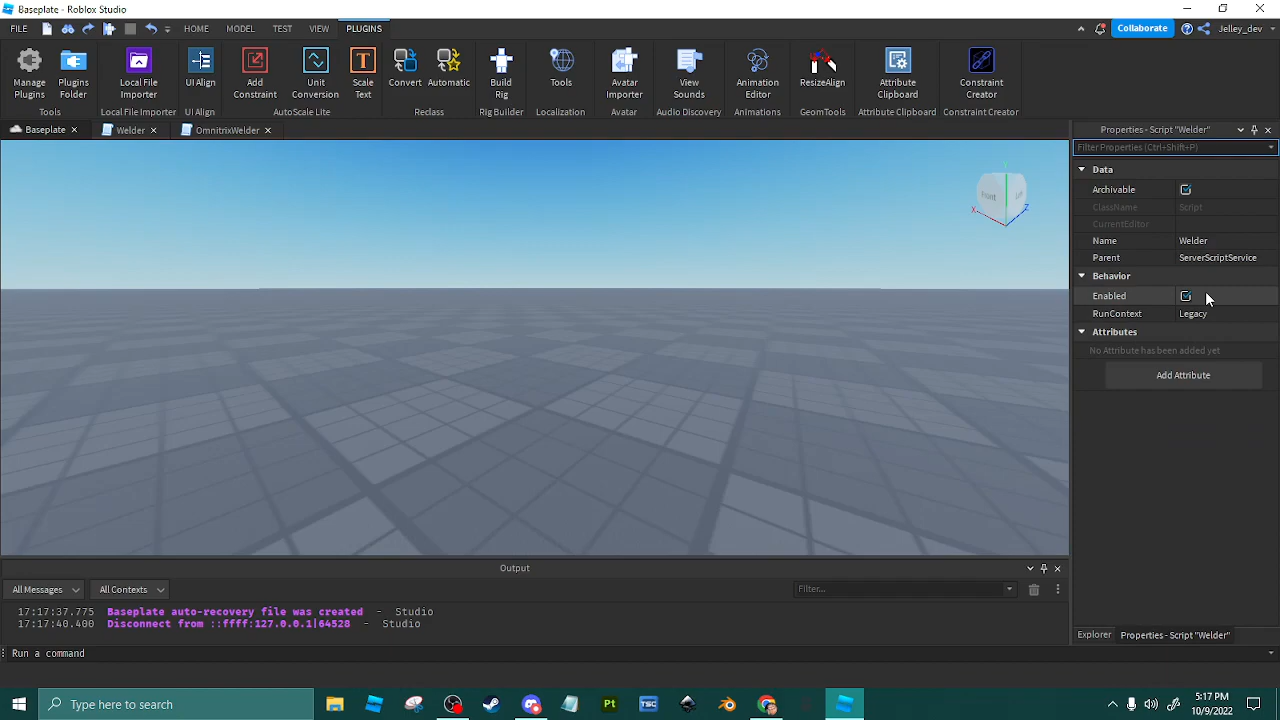 Baseplate - Roblox Studio
FILE HOME MODEL TEST VIEW PLUGINS Collaborate Jelley_dev
Manage Plugins
Plugins Folder
Local File Importer
UI Align
Add Constraint
Unit Conversion
Scale Text
Convert
Automatic
Build Rig
Tools
Avatar Importer
View Sounds
Animation Editor
ResizeAlign
Attribute Clipboard
Constraint Creator
Tools Local File Importer UI Align AutoScale Lite Reclass Rig Builder Localization Avatar Audio Discovery Animations GeomTools Attribute Clipboard Constraint Creator
Baseplate Welder OmnitrixWelder
Front
X
Z
Y
Properties - Script "Welder"
Filter Properties (Ctrl+Shift+P)
Data
Archivable
ClassName Script
CurrentEditor
Name Welder
Parent ServerScriptService
Behavior
Enabled
RunContext Legacy
Attributes
No Attribute has been added yet
Add Attribute
Output
All Messages All Contexts Filter...
17:17:37.775 Baseplate auto-recovery file was created - Studio
17:17:40.400 Disconnect from ::ffff:127.0.0.1|64528 - Studio
Explorer Properties - Script "Welder"
Run a command
Type here to search
Pt
TSC
5:17 PM
10/9/2022